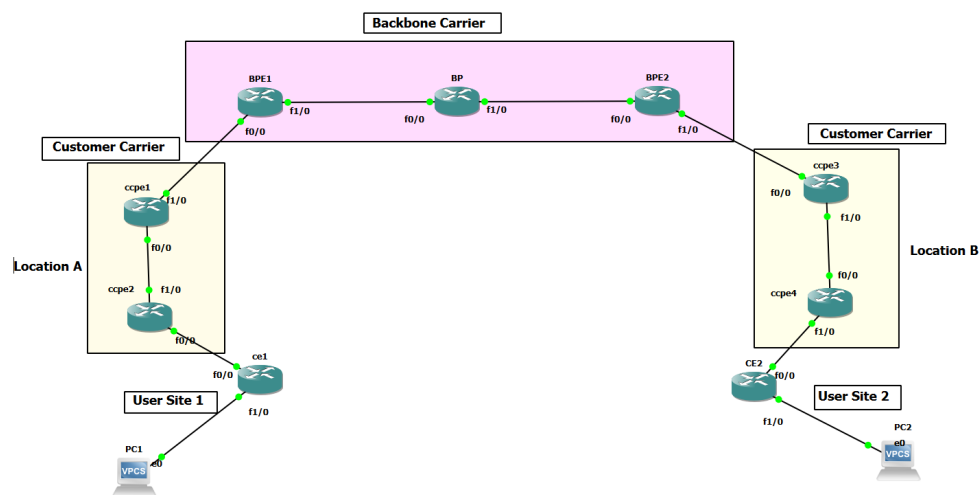 Backbone Carrier
BPE1
BP
BPE2
f1/0
f0/0
f0/0
f1/0
f0/0
f1/0
Customer Carrier
Customer Carrier
ccpe1
f1/0
f0/0
ccpe3
f0/0
f1/0
Location A
Location B
ccpe2
f1/0
f0/0
ccpe4
f0/0
f1/0
ce1
f0/0
f1/0
CE2
f0/0
f1/0
User Site 1
User Site 2
PC1
e0
VPCS
PC2
e0
VPCS